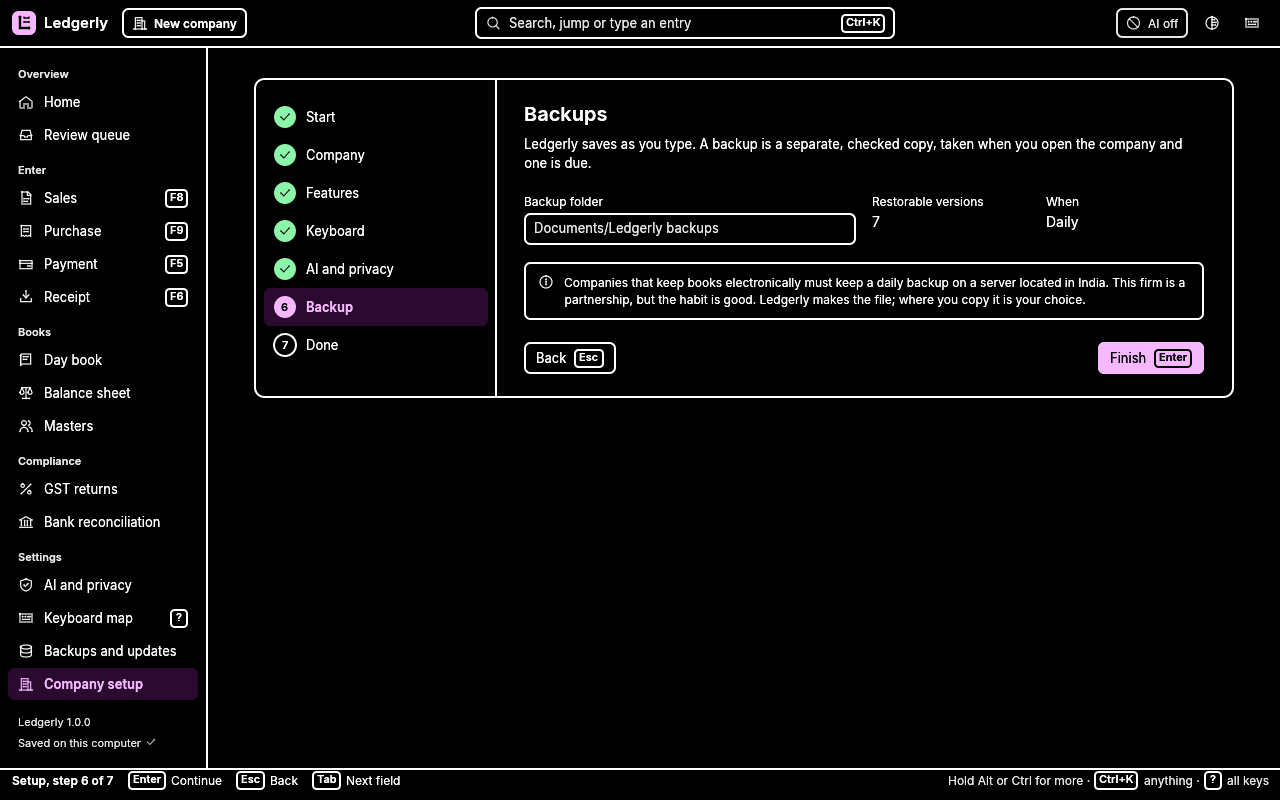 Ledgerly
New company
Search, jump or type an entry
Ctrl+K
AI off
Overview
Home
Review queue
Enter
Sales F8
Purchase F9
Payment F5
Receipt F6
Books
Day book
Balance sheet
Masters
Compliance
GST returns
Bank reconciliation
Settings
AI and privacy
Keyboard map ?
Backups and updates
Company setup
Ledgerly 1.0.0
Saved on this computer
Start
Company
Features
Keyboard
AI and privacy
6 Backup
7 Done
Backups
Ledgerly saves as you type. A backup is a separate, checked copy, taken when you open the company and
one is due.
Backup folder
Documents/Ledgerly backups
Restorable versions
7
When
Daily
Companies that keep books electronically must keep a daily backup on a server located in India. This firm is a
partnership, but the habit is good. Ledgerly makes the file; where you copy it is your choice.
Back Esc
Finish Enter
Setup, step 6 of 7 Enter Continue Esc Back Tab Next field
Hold Alt or Ctrl for more · Ctrl+K anything · ? all keys